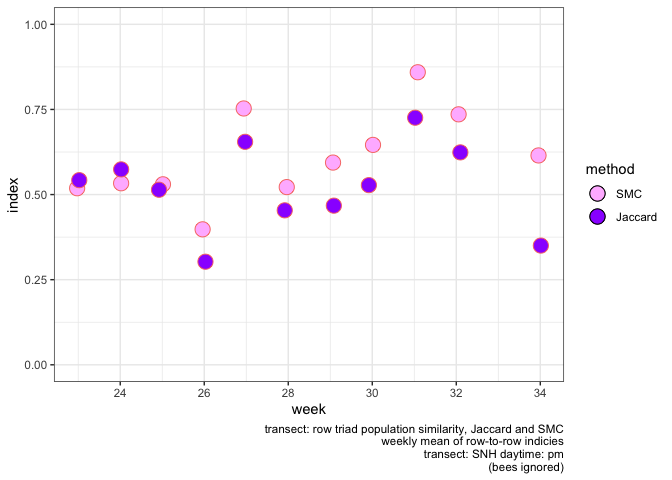 1.00
0.75
0.50
0.25
0.00
index
24 26 28 30 32 34
week
method
SMC
Jaccard
transect: row triad population similarity, Jaccard and SMC
weekly mean of row-to-row indicies
transect: SNH daytime: pm
(bees ignored)